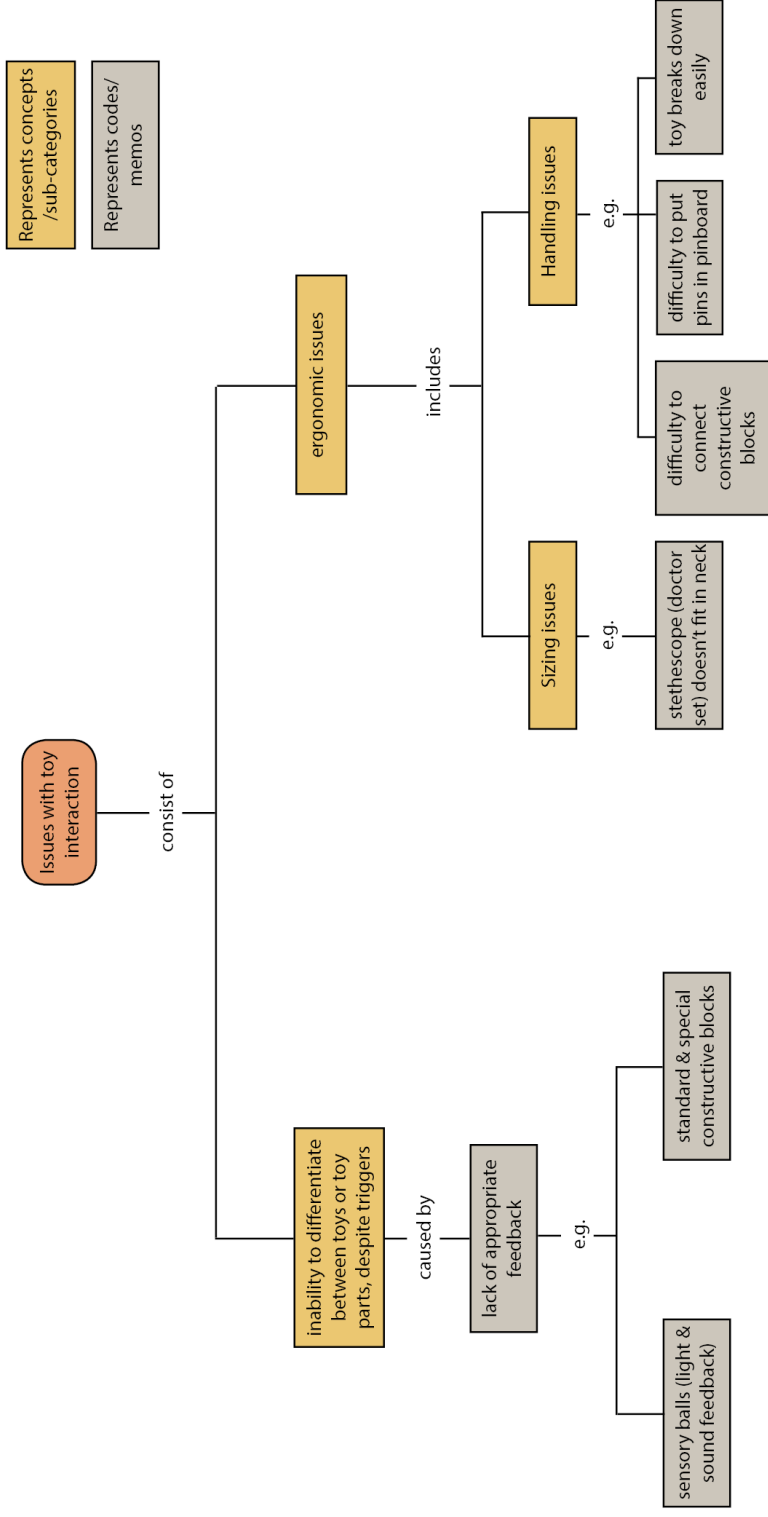 Represents concepts
/sub-categories
Represents codes/
memos
Issues with toy
interaction
consist of
inability to differentiate
between toys or toy
parts, despite triggers
caused by
lack of appropriate
feedback
e.g.
sensory balls (light &
sound feedback)
standard & special
constructive blocks
ergonomic issues
includes
Sizing issues
e.g.
stethescope (doctor
set) doesn't fit in neck
Handling issues
e.g.
difficulty to
connect
constructive
blocks
difficulty to put
pins in pinboard
toy breaks down
easily